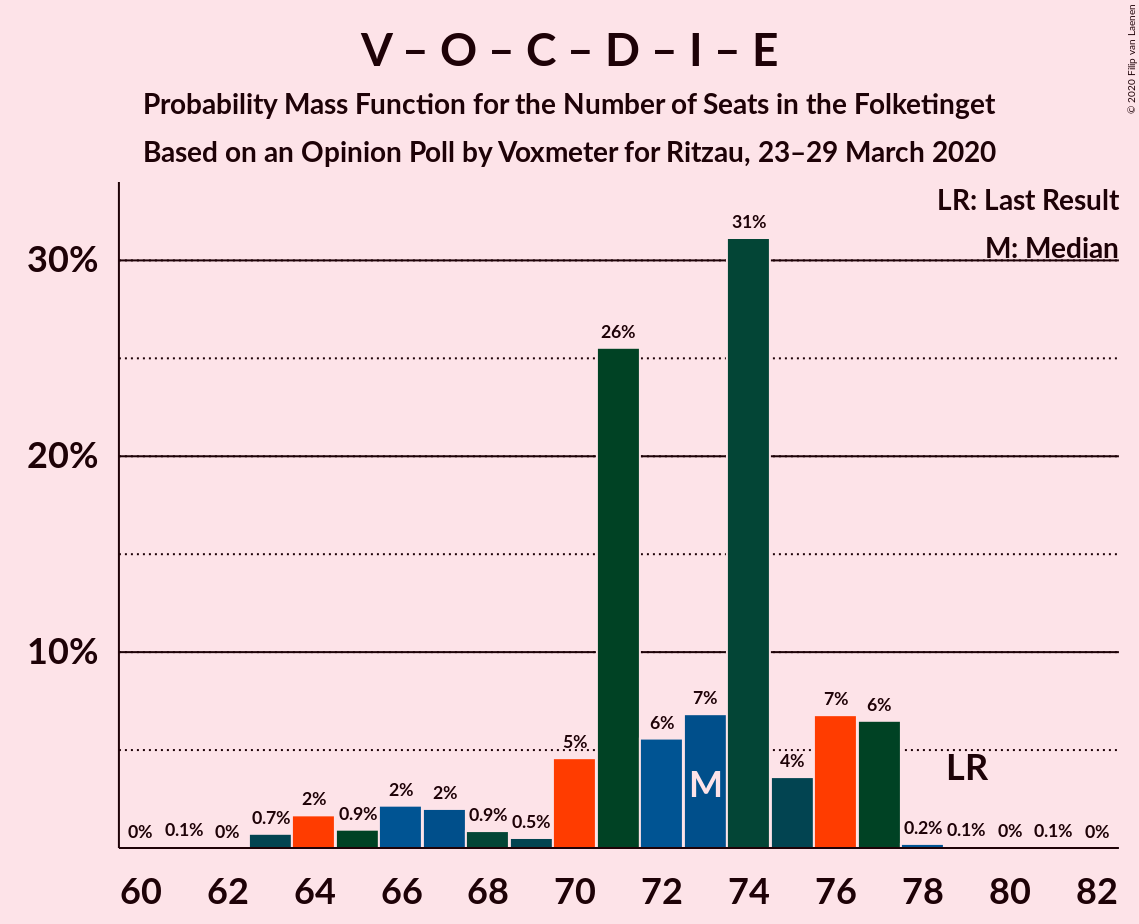 V – O – C – D – I – E
Probability Mass Function for the Number of Seats in the Folketinget
Based on an Opinion Poll by Voxmeter for Ritzau, 23–29 March 2020
© 2020 Filip van Laenen
LR: Last Result
M: Median
30%
20%
10%
0%
0.1%
0%
0.7%
2%
0.9%
2%
2%
0.9%
0.5%
5%
26%
6%
7%
31%
4%
7%
6%
0.2%
0.1%
0%
0.1%
0%
M
LR
60 62 64 66 68 70 72 74 76 78 80 82